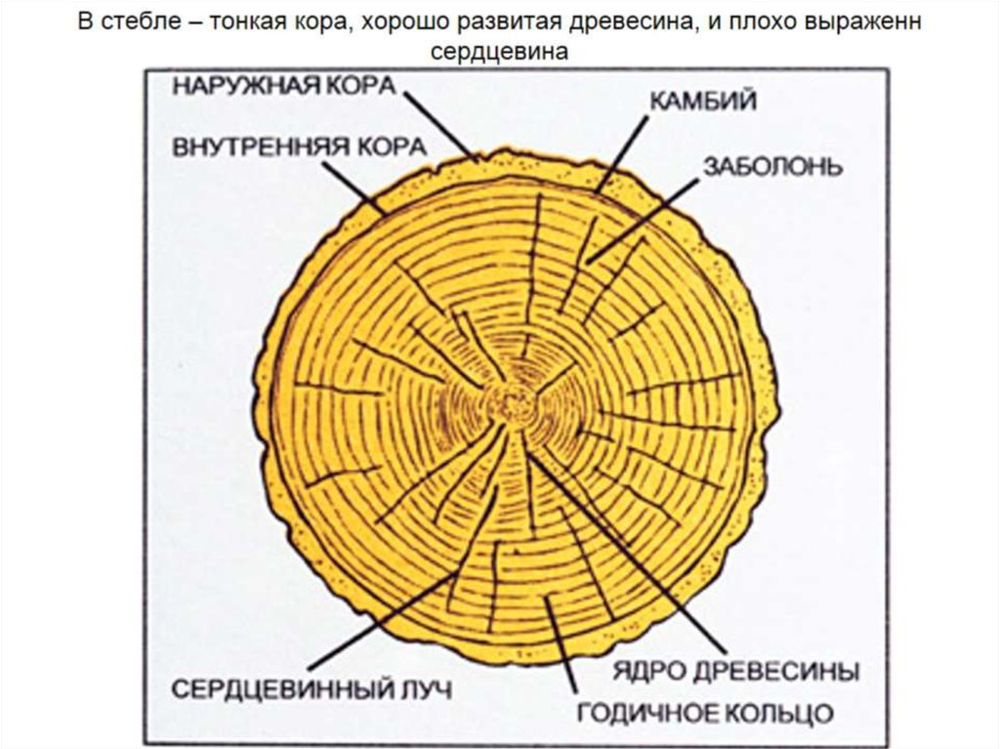 В стебле – тонкая кора, хорошо развитая древесина, и плохо выраженн
сердцевина
НАРУЖНАЯ КОРА
КАМБИЙ
ВНУТРЕННЯЯ КОРА
ЗАБОЛОНЬ
ЯДРО ДРЕВЕСИНЫ
СЕРДЦЕВИННЫЙ ЛУЧ
ГОДИЧНОЕ КОЛЬЦО